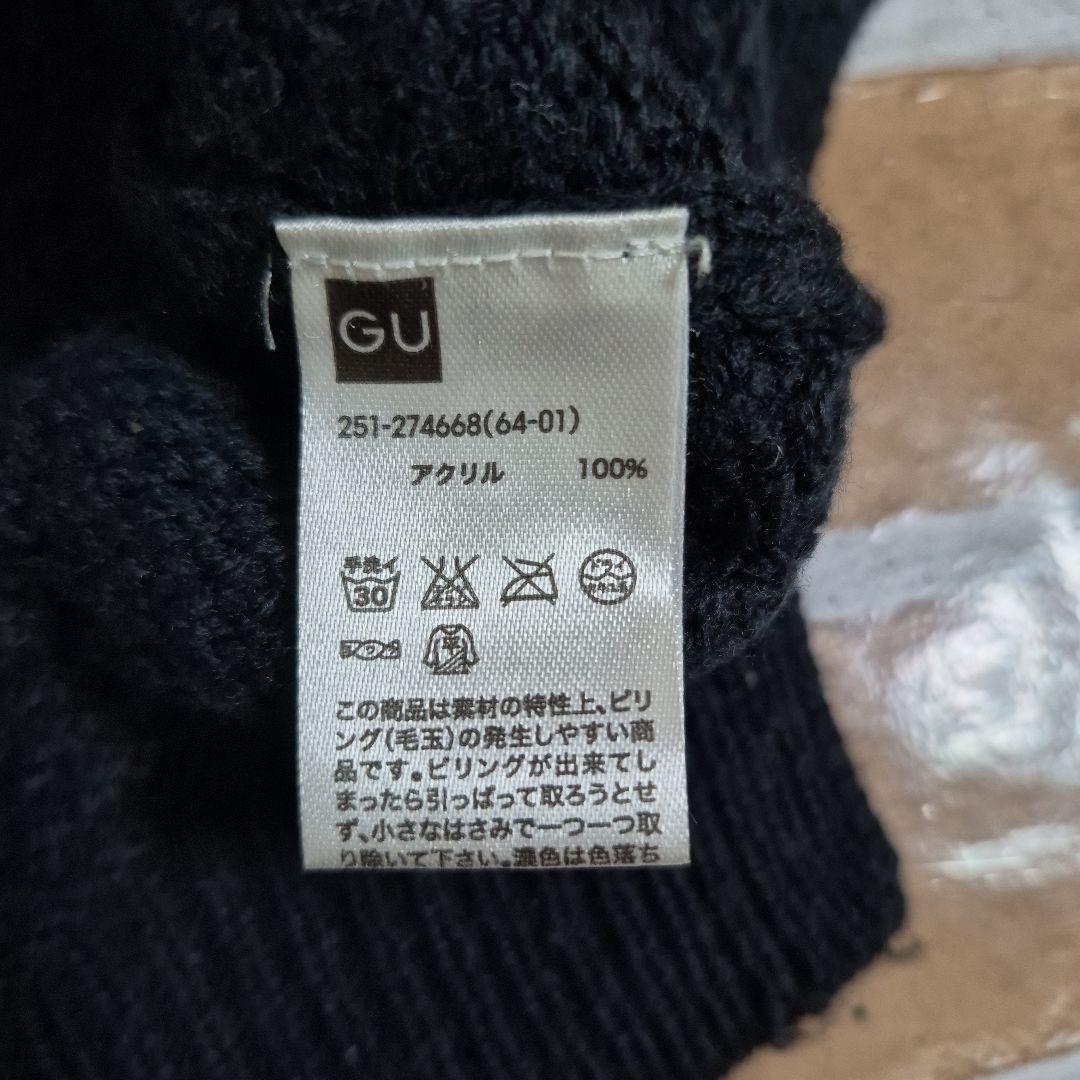 GU
251-274668(64-01)
アクリル 100%
手洗イ
30
ドライ
平
この商品は素材の特性上、ピリ
ング(毛玉)の発生しやすい商
品です。ピリングが出来てし
まったら引っぱって取ろうとせ
ず、小さなはさみで一つ一つ取
り除いて下さい。濃色は色落ち